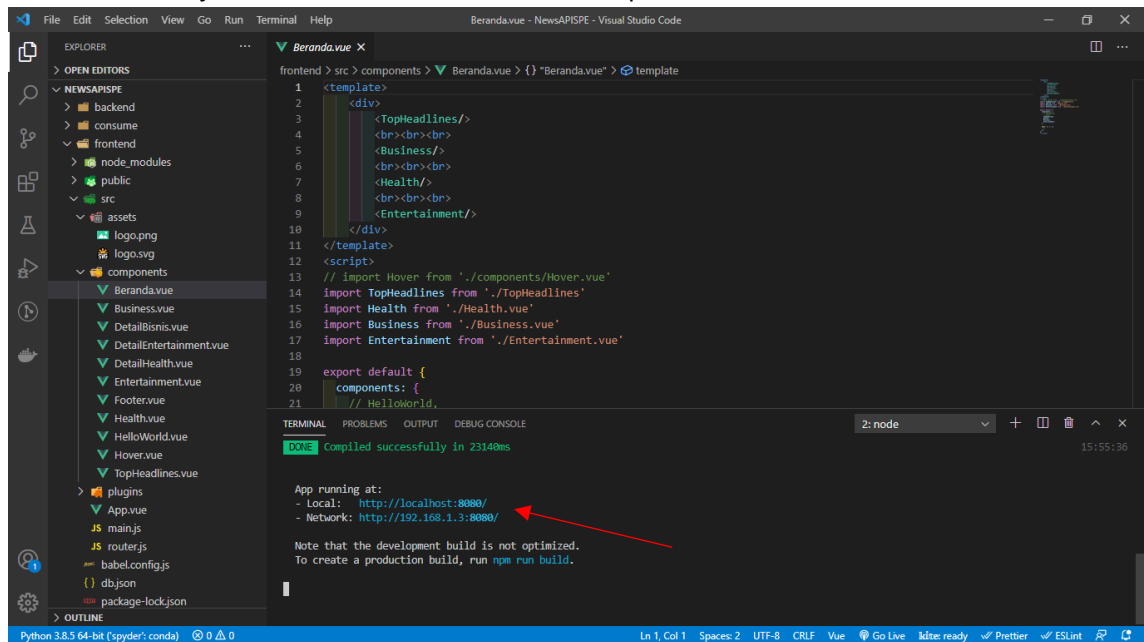 File Edit Selection View Go Run Terminal Help
Beranda.vue - NewsAPISPE - Visual Studio Code
EXPLORER
OPEN EDITORS
NEWSAPISPE
backend
consume
frontend
node_modules
public
src
assets
logo.png
logo.svg
components
Beranda.vue
Business.vue
DetailBisnis.vue
DetailEntertainment.vue
DetailHealth.vue
Entertainment.vue
Footer.vue
Health.vue
HelloWorld.vue
Hover.vue
TopHeadlines.vue
plugins
App.vue
JS main.js
JS router.js
babel.config.js
{ } db.json
package-lock.json
OUTLINE
Beranda.vue
frontend > src > components > Beranda.vue > {} "Beranda.vue" > template
1 <template>
2 <div>
3 <TopHeadlines/>
4 <br><br><br>
5 <Business/>
6 <br><br><br>
7 <Health/>
8 <br><br><br>
9 <Entertainment/>
10 </div>
11 </template>
12 <script>
13 // import Hover from './components/Hover.vue'
14 import TopHeadlines from './TopHeadlines'
15 import Health from './Health.vue'
16 import Business from './Business.vue'
17 import Entertainment from './Entertainment.vue'
18
19 export default {
20 components: {
21 // HelloWorld,
TERMINAL PROBLEMS OUTPUT DEBUG CONSOLE
2: node
DONE Compiled successfully in 23140ms
15:55:36
App running at:
- Local: http://localhost:8080/
- Network: http://192.168.1.3:8080/
Note that the development build is not optimized.
To create a production build, run npm run build.
1
Python 3.8.5 64-bit ('spyder': conda) 0 0
Ln 1, Col 1 Spaces: 2 UTF-8 CRLF Vue Go Live kite: ready Prettier ESLint